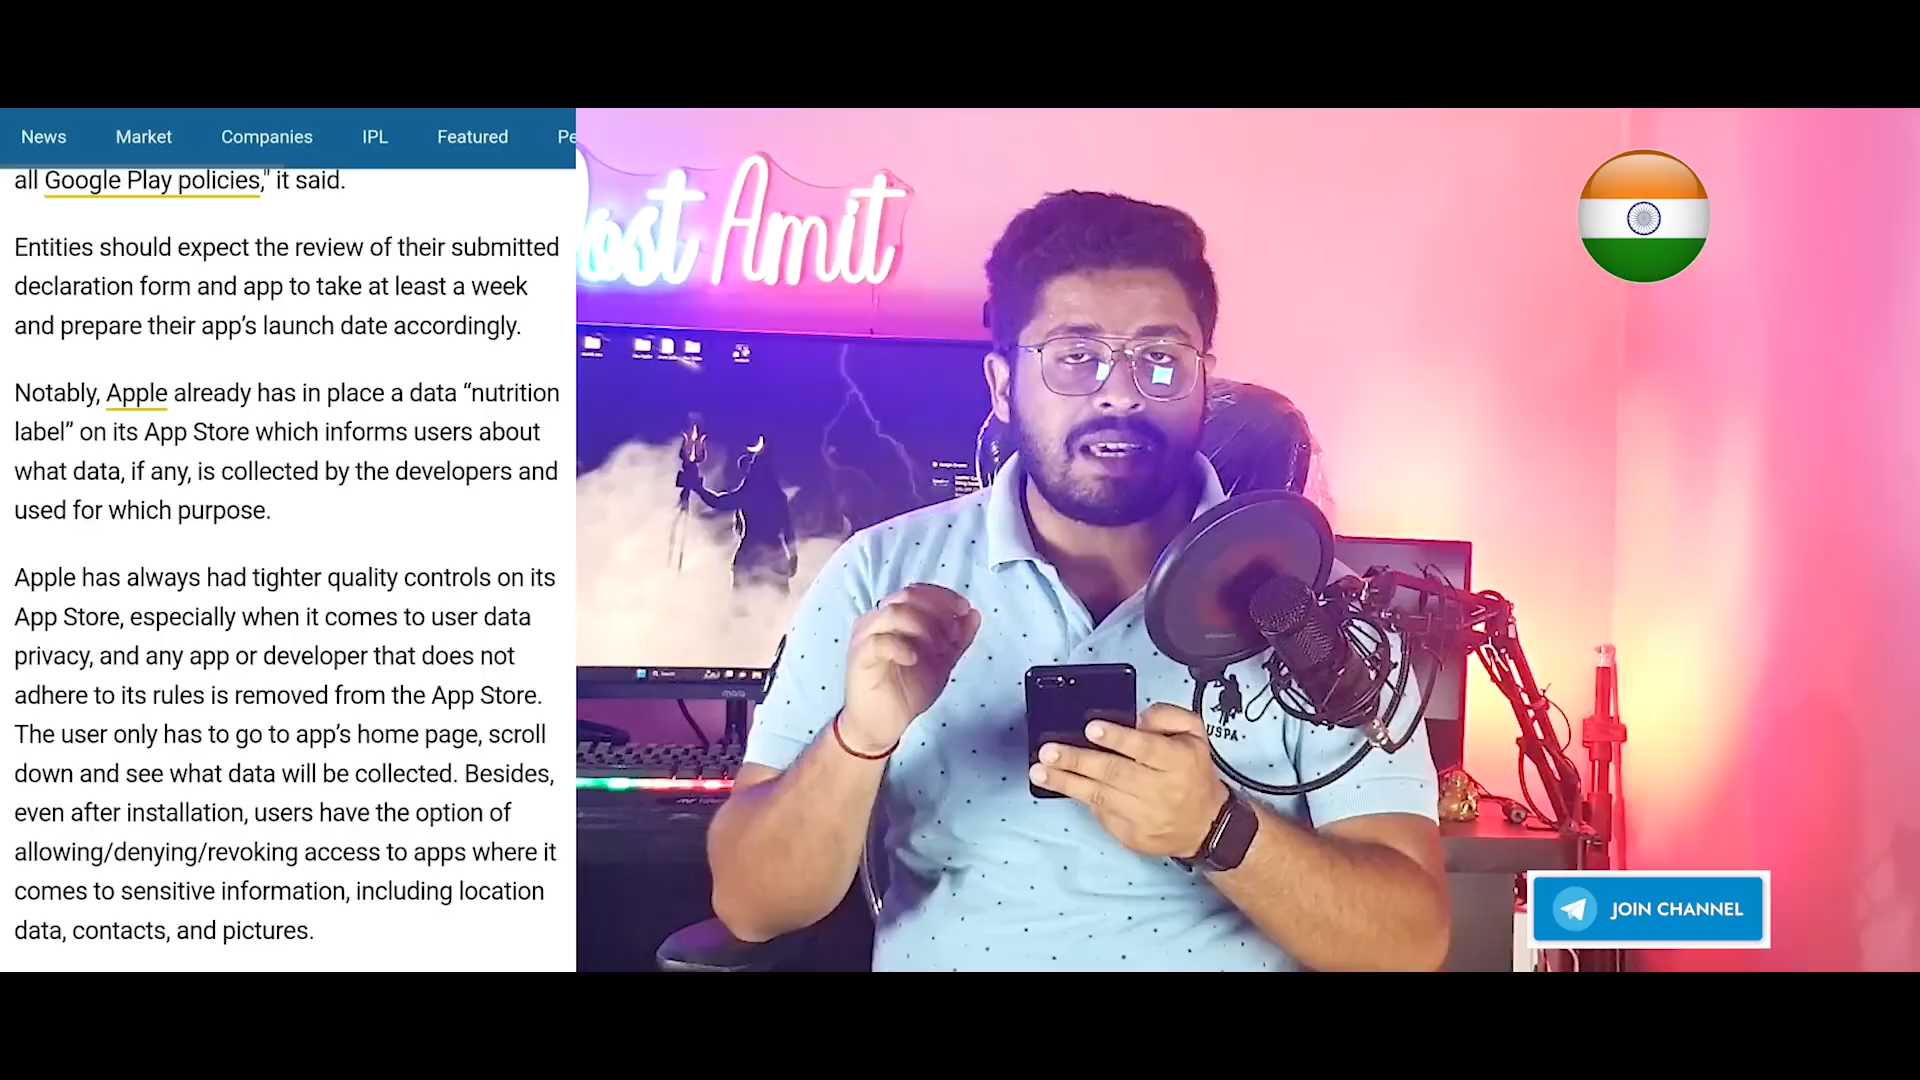 News Market Companies IPL Featured Pe
all Google Play policies," it said.
Entities should expect the review of their submitted
declaration form and app to take at least a week
and prepare their app’s launch date accordingly.
Notably, Apple already has in place a data “nutrition
label” on its App Store which informs users about
what data, if any, is collected by the developers and
used for which purpose.
Apple has always had tighter quality controls on its
App Store, especially when it comes to user data
privacy, and any app or developer that does not
adhere to its rules is removed from the App Store.
The user only has to go to app’s home page, scroll
down and see what data will be collected. Besides,
even after installation, users have the option of
allowing/denying/revoking access to apps where it
comes to sensitive information, including location
data, contacts, and pictures.
est Amit
USPA
JOIN CHANNEL